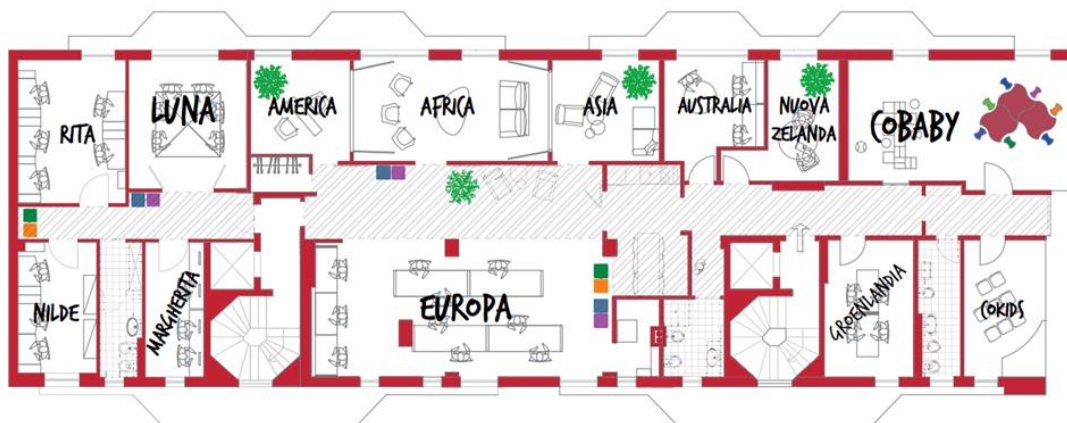 RITA
LUNA
AMERICA
AFRICA
ASIA
AUSTRALIA
NUOVA
ZELANDA
COBABY
NILDE
MARGHERITA
EUROPA
GROENLANDIA
COKIDS